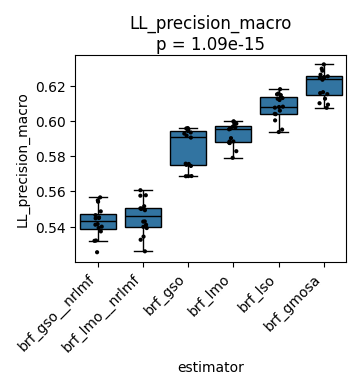 LL_precision_macro
p = 1.09e-15
LL_precision_macro
0.62
0.60
0.58
0.56
0.54
brf_gso__nrlmf
brf_lmo__nrlmf
brf_gso
brf_lmo
brf_lso
brf_gmosa
estimator